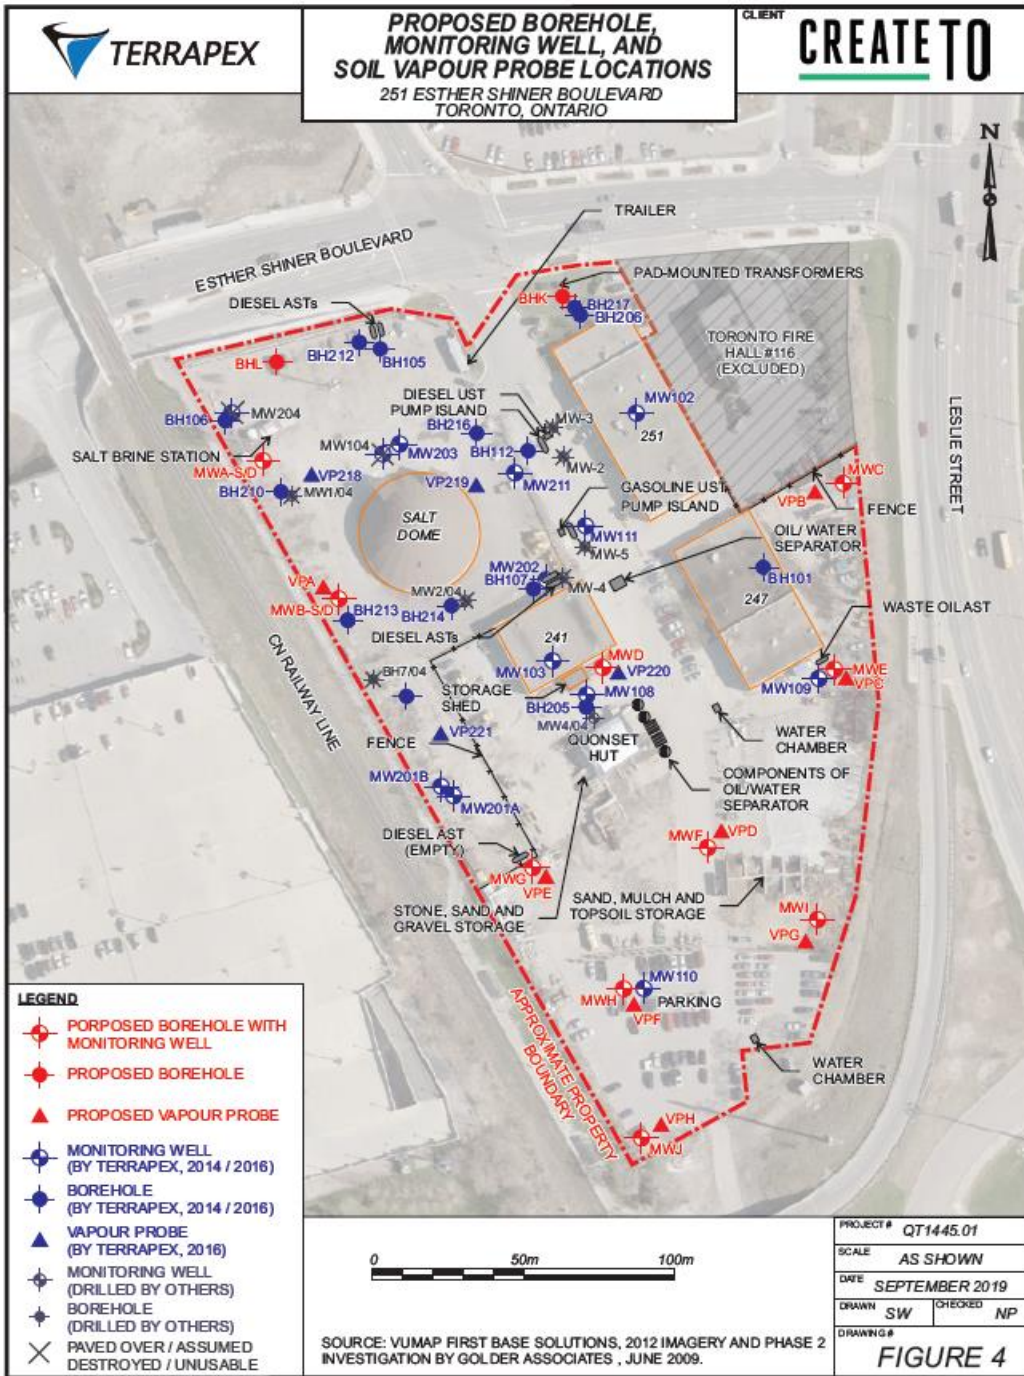 TERRAPEX
PROPOSED BOREHOLE,
MONITORING WELL, AND
SOIL VAPOUR PROBE LOCATIONS
251 ESTHER SHINER BOULEVARD
TORONTO, ONTARIO
CLIENT
CREATE TO
N
TRAILER
ESTHER SHINER BOULEVARD
PAD-MOUNTED TRANSFORMERS
BHK
BH217
BH206
DIESEL ASTs
TORONTO FIRE
HALL #116
(EXCLUDED)
BH212
BH105
BHL
DIESEL UST
PUMP ISLAND
MW-3
MW102
251
BH106
MW204
BH216
MW104
MW203
BH112
MW-2
LESLIE STREET
SALT BRINE STATION
MWA-S/D
VP218
VP219
MW211
MWC
VPB
BH210
MW1/04
GASOLINE UST
PUMP ISLAND
FENCE
SALT
DOME
MW111
OIL/WATER
SEPARATOR
MW-5
MW202
BH107
MW-4
BH101
VPA
MW2/04
MWB-S/D
BH213
BH214
247
WASTE OIL AST
DIESEL ASTs
241
CN RAILWAY LINE
MWD
MW103
VP220
MWE
BH7/04
MW109
VPC
STORAGE
SHED
MW108
BH205
MW4/04
VP221
FENCE
QUONSET
HUT
WATER
CHAMBER
MW201B
COMPONENTS OF
OIL/WATER
SEPARATOR
MW201A
DIESEL AST
(EMPTY)
MWF
VPD
MWG
VPE
STONE, SAND AND
GRAVEL STORAGE
SAND, MULCH AND
TOPSOIL STORAGE
MWI
VPG
MW110
MWH
PARKING
VPF
APPROXIMATE PROPERTY
BOUNDARY
WATER
CHAMBER
VPH
MWJ
LEGEND
PORPOSED BOREHOLE WITH
MONITORING WELL
PROPOSED BOREHOLE
PROPOSED VAPOUR PROBE
MONITORING WELL
(BY TERRAPEX, 2014 / 2016)
BOREHOLE
(BY TERRAPEX, 2014 / 2016)
VAPOUR PROBE
(BY TERRAPEX, 2016)
MONITORING WELL
(DRILLED BY OTHERS)
BOREHOLE
(DRILLED BY OTHERS)
PAVED OVER / ASSUMED
DESTROYED / UNUSABLE
0 50m 100m
SOURCE: VUMAP FIRST BASE SOLUTIONS, 2012 IMAGERY AND PHASE 2
INVESTIGATION BY GOLDER ASSOCIATES , JUNE 2009.
PROJECT # QT1445.01
SCALE AS SHOWN
DATE SEPTEMBER 2019
DRAWN SW CHECKED NP
DRAWING #
FIGURE 4